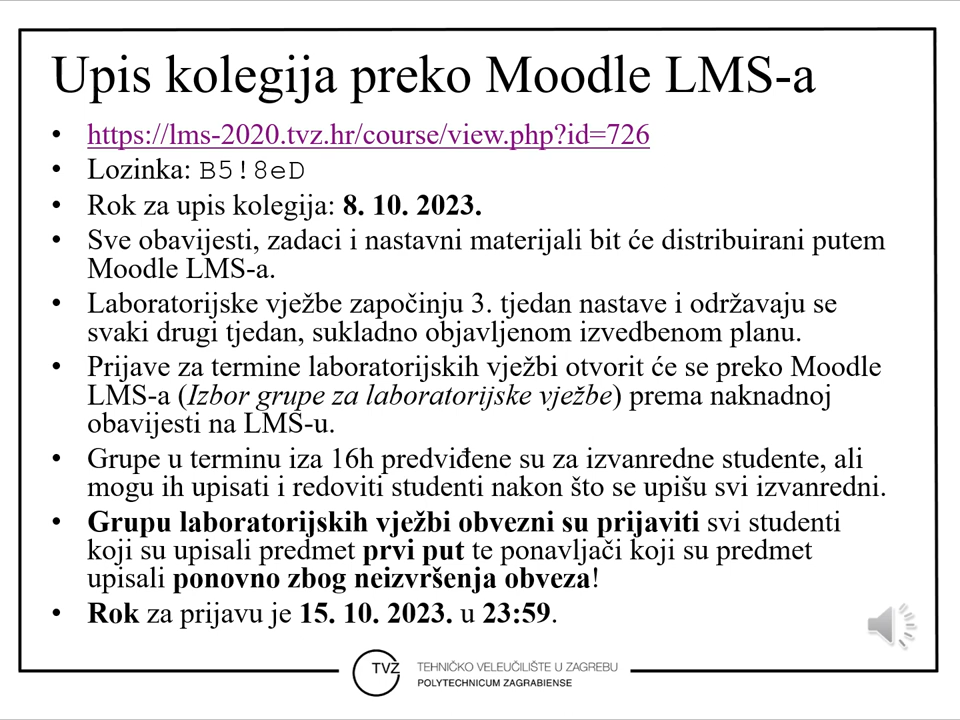 Upis kolegija preko Moodle LMS-a
• https://lms-2020.tvz.hr/course/view.php?id=726
• Lozinka: B5!8eD
• Rok za upis kolegija: 8. 10. 2023.
• Sve obavijesti, zadaci i nastavni materijali bit će distribuirani putem
Moodle LMS-a.
• Laboratorijske vježbe započinju 3. tjedan nastave i održavaju se
svaki drugi tjedan, sukladno objavljenom izvedbenom planu.
• Prijave za termine laboratorijskih vježbi otvorit će se preko Moodle
LMS-a (Izbor grupe za laboratorijske vježbe) prema naknadnoj
obavijesti na LMS-u.
• Grupe u terminu iza 16h predviđene su za izvanredne studente, ali
mogu ih upisati i redoviti studenti nakon što se upišu svi izvanredni.
• Grupu laboratorijskih vježbi obvezni su prijaviti svi studenti
koji su upisali predmet prvi put te ponavljači koji su predmet
upisali ponovno zbog neizvršenja obveza!
• Rok za prijavu je 15. 10. 2023. u 23:59.
TVZ
TEHNIČKO VELEUČILIŠTE U ZAGREBU
POLYTECHNICUM ZAGRABIENSE